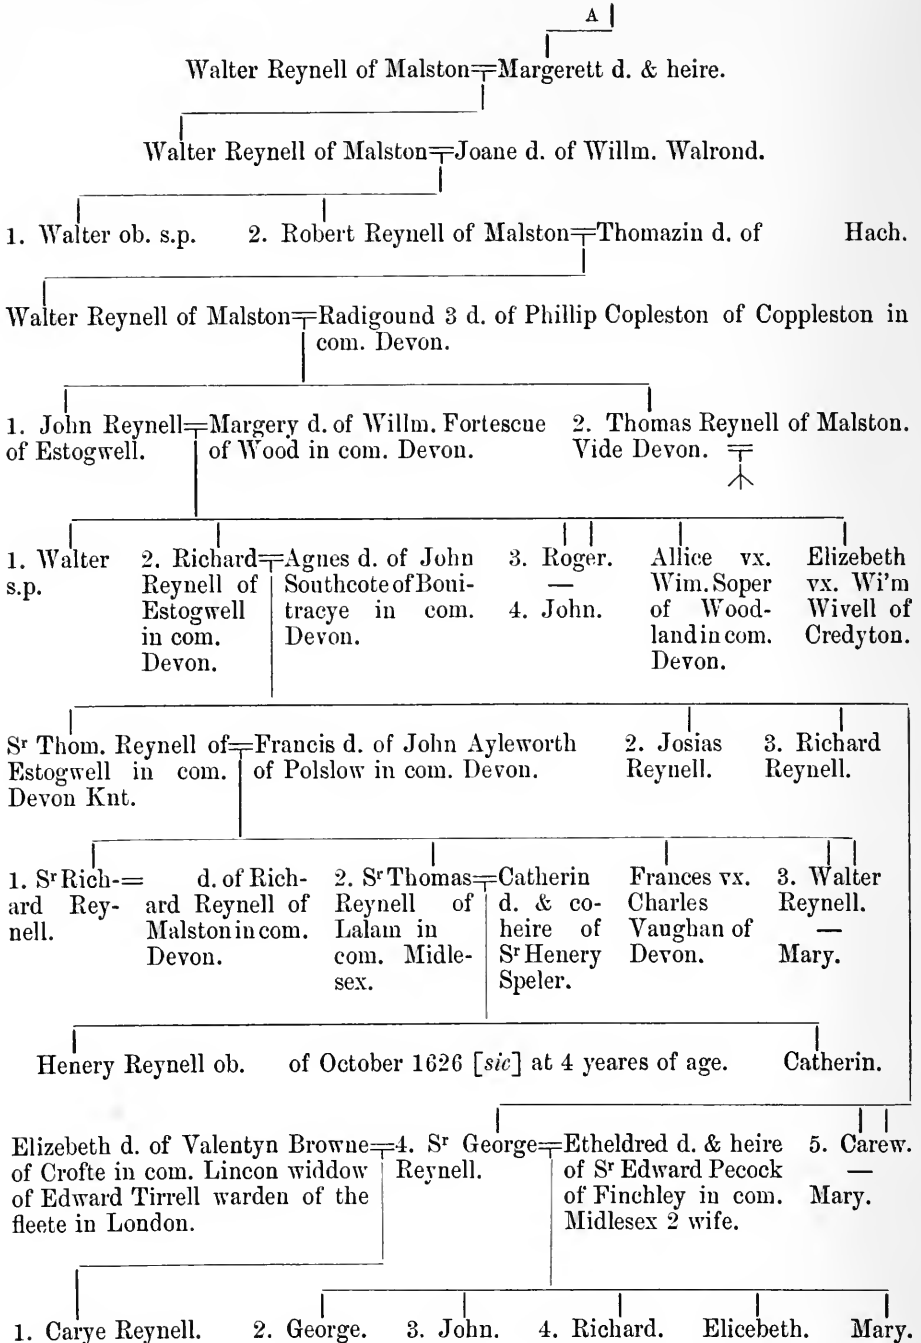 A
Walter Reynell of Malston=Margerett d. & heire.
Walter Reynell of Malston=Joane d. of Willm. Walrond.
1. Walter ob. s.p. 2. Robert Reynell of Malston=Thomazin d. of Hach.
Walter Reynell of Malston=Radigound 3 d. of Phillip Copleston of Coppleston in
com. Devon.
1. John Reynell=Margery d. of Willm. Fortescue 2. Thomas Reynell of Malston.
of Estogwell. of Wood in com. Devon. Vide Devon.
1. Walter 2. Richard=Agnes d. of John 3. Roger. Allice vx. Elizebeth
s.p. Reynell of Southcote of Boni- — Wim. Soper vx. Wi'm
Estogwell tracye in com. 4. John. of Wood- Wivell of
in com. Devon. land in com. Credyton.
Devon. Devon.
Sr Thom. Reynell of=Francis d. of John Ayleworth 2. Josias 3. Richard
Estogwell in com. of Polslow in com. Devon. Reynell. Reynell.
Devon Knt.
1. Sr Rich-= d. of Rich- 2. Sr Thomas=Catherin Frances vx. 3. Walter
ard Rey- ard Reynell of Reynell of d. & co- Charles Reynell.
nell. Malston in com. Lalam in heire of Vaughan of —
Devon. com. Midle- Sr Henery Devon. Mary.
sex. Speler.
Henery Reynell ob. of October 1626 [sic] at 4 yeares of age. Catherin.
Elizebeth d. of Valentyn Browne=4. Sr George=Etheldred d. & heire 5. Carew.
of Crofte in com. Lincon widdow Reynell. of Sr Edward Pecock —
of Edward Tirrell warden of the of Finchley in com. Mary.
fleete in London. Midlesex 2 wife.
1. Carye Reynell. 2. George. 3. John. 4. Richard. Elicebeth. Mary.